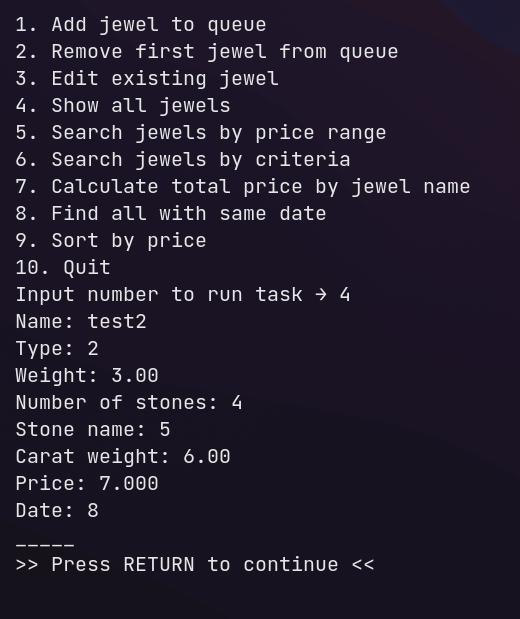 1. Add jewel to queue
2. Remove first jewel from queue
3. Edit existing jewel
4. Show all jewels
5. Search jewels by price range
6. Search jewels by criteria
7. Calculate total price by jewel name
8. Find all with same date
9. Sort by price
10. Quit
Input number to run task → 4
Name: test2
Type: 2
Weight: 3.00
Number of stones: 4
Stone name: 5
Carat weight: 6.00
Price: 7.000
Date: 8
_____
>> Press RETURN to continue <<